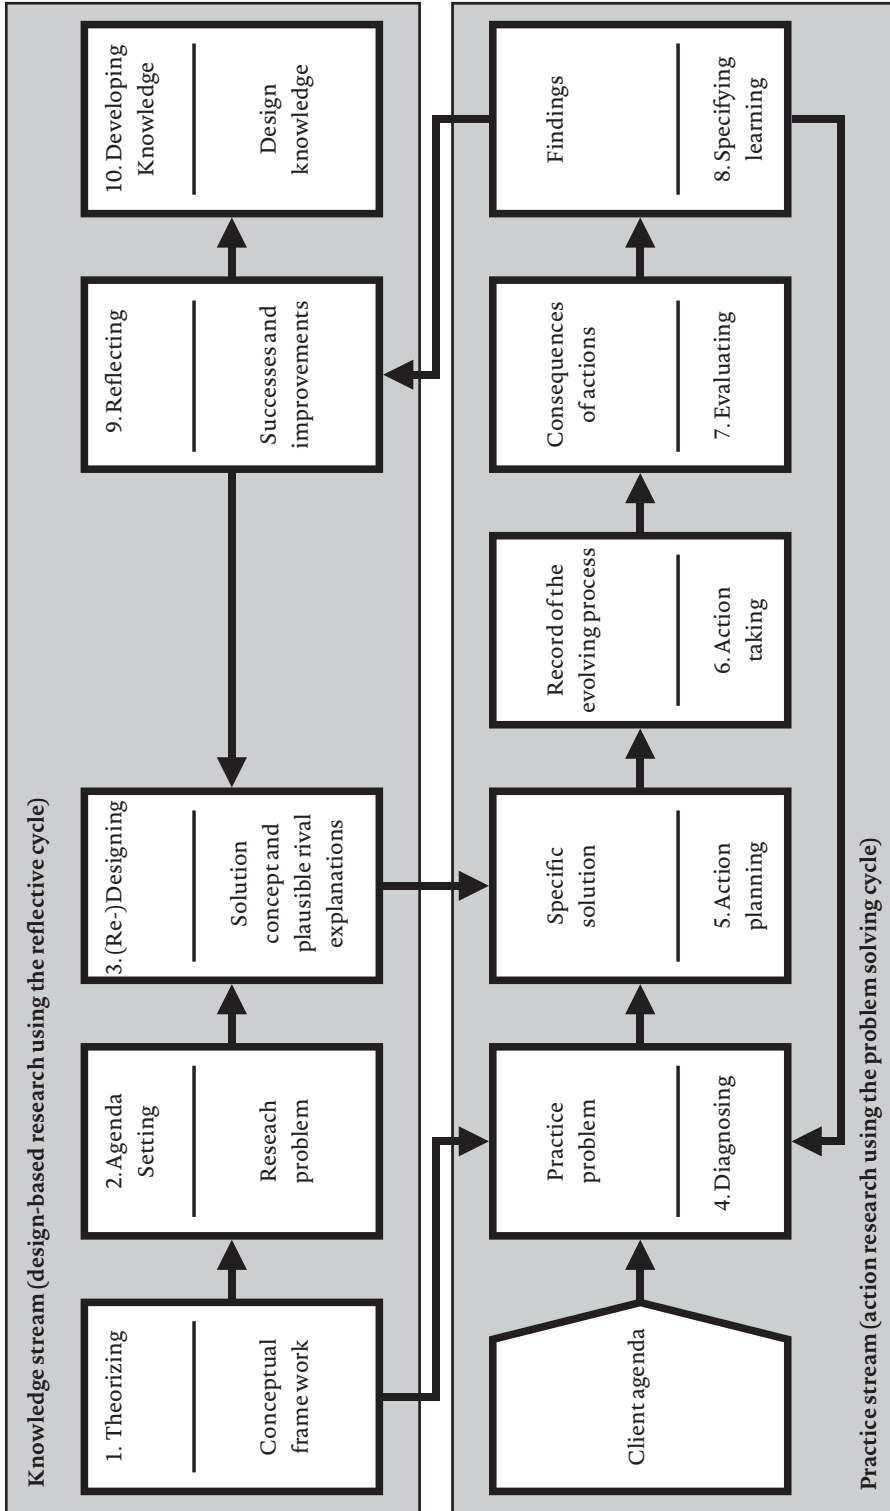 Knowledge stream (design-based research using the reflective cycle)
1. Theorizing
Conceptual
framework
2. Agenda
Setting
Reseach
problem
3. (Re-)Designing
Solution
concept and
plausible rival
explanations
9. Reflecting
Successes and
improvements
10. Developing
Knowledge
Design
knowledge
Client agenda
Practice
problem
4. Diagnosing
Specific
solution
5. Action
planning
Record of the
evolving process
6. Action
taking
Consequences
of actions
7. Evaluating
Findings
8. Specifying
learning
Practice stream (action research using the problem solving cycle)